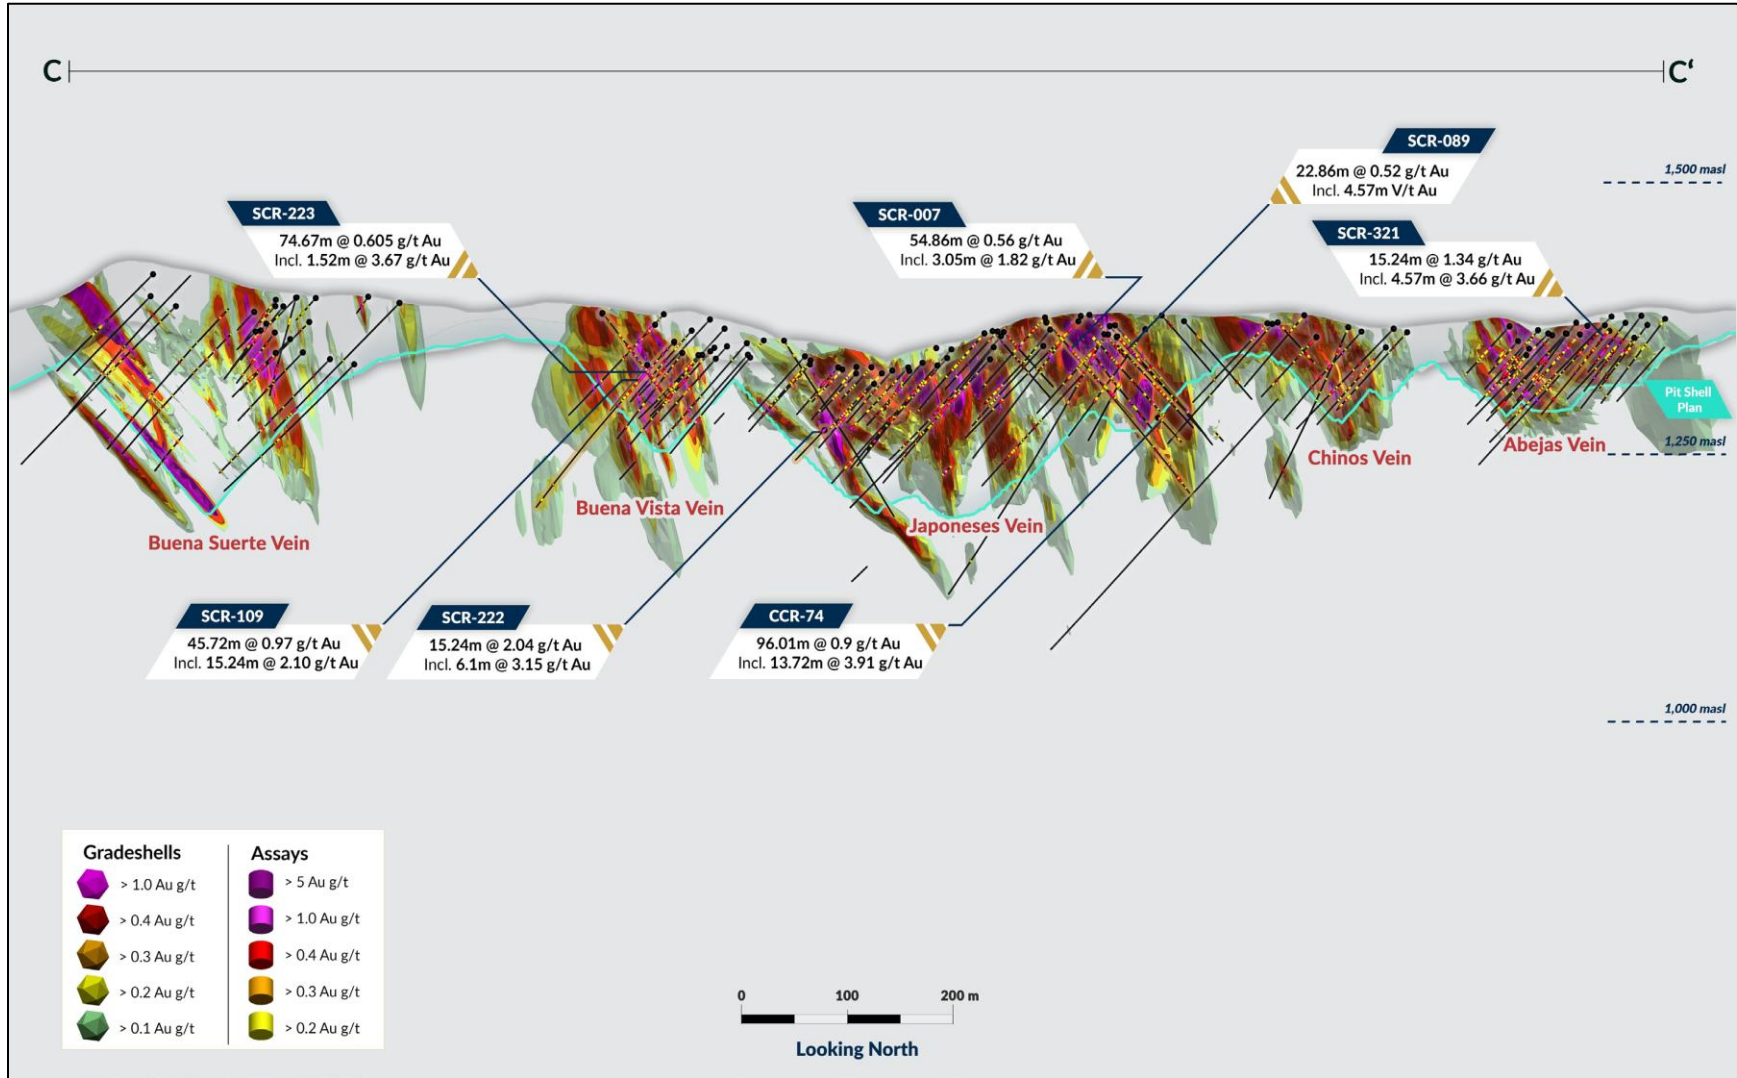 C
C'
SCR-089
22.86m @ 0.52 g/t Au
Incl. 4.57m V/t Au
1,500 masl
SCR-223
74.67m @ 0.605 g/t Au
Incl. 1.52m @ 3.67 g/t Au
SCR-007
54.86m @ 0.56 g/t Au
Incl. 3.05m @ 1.82 g/t Au
SCR-321
15.24m @ 1.34 g/t Au
Incl. 4.57m @ 3.66 g/t Au
Pit Shell
Plan
1,250 masl
Abejas Vein
Chinos Vein
Buena Vista Vein
Japoneses Vein
Buena Suerte Vein
SCR-109
45.72m @ 0.97 g/t Au
Incl. 15.24m @ 2.10 g/t Au
SCR-222
15.24m @ 2.04 g/t Au
Incl. 6.1m @ 3.15 g/t Au
CCR-74
96.01m @ 0.9 g/t Au
Incl. 13.72m @ 3.91 g/t Au
1,000 masl
Gradeshells
> 1.0 Au g/t
> 0.4 Au g/t
> 0.3 Au g/t
> 0.2 Au g/t
> 0.1 Au g/t
Assays
> 5 Au g/t
> 1.0 Au g/t
> 0.4 Au g/t
> 0.3 Au g/t
> 0.2 Au g/t
0 100 200 m
Looking North